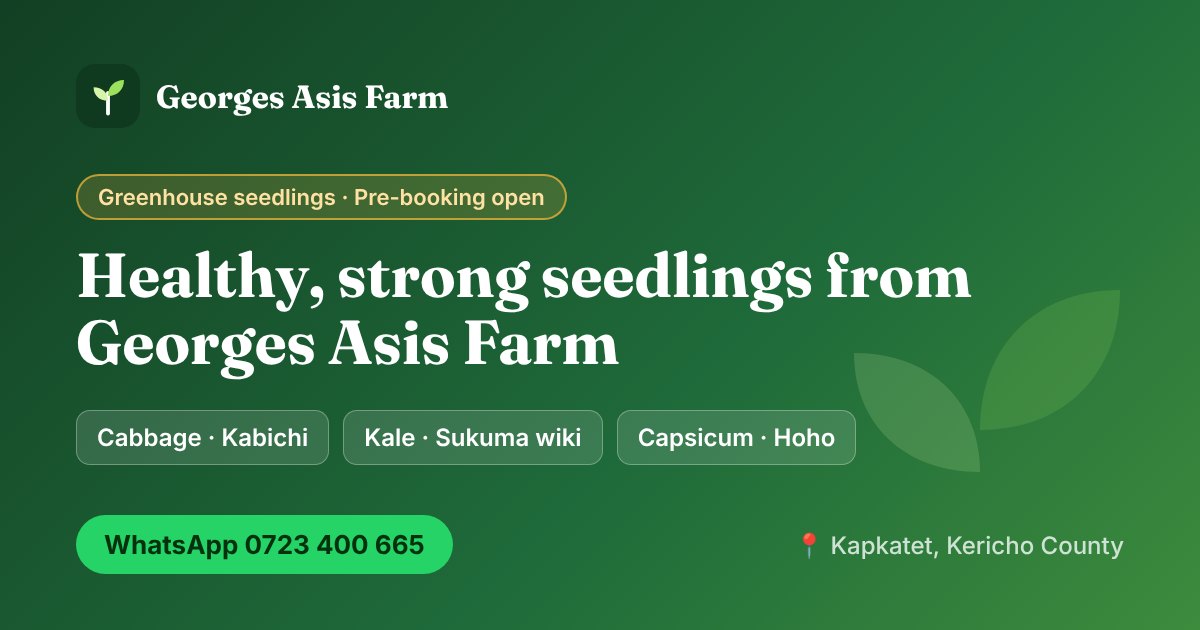 Georges Asis Farm
Greenhouse seedlings · Pre-booking open
Healthy, strong seedlings from
Georges Asis Farm
Cabbage · Kabichi
Kale · Sukuma wiki
Capsicum · Hoho
WhatsApp 0723 400 665
Kapkatet, Kericho County